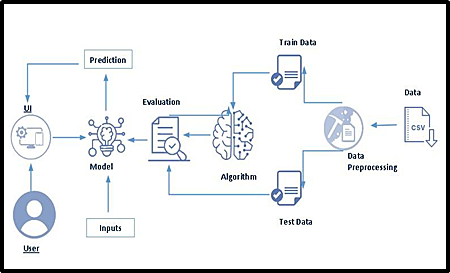 Train Data
Prediction
Evaluation
Data
UI
CSV
Model
Algorithm
Data
Preprocessing
Inputs
Test Data
User